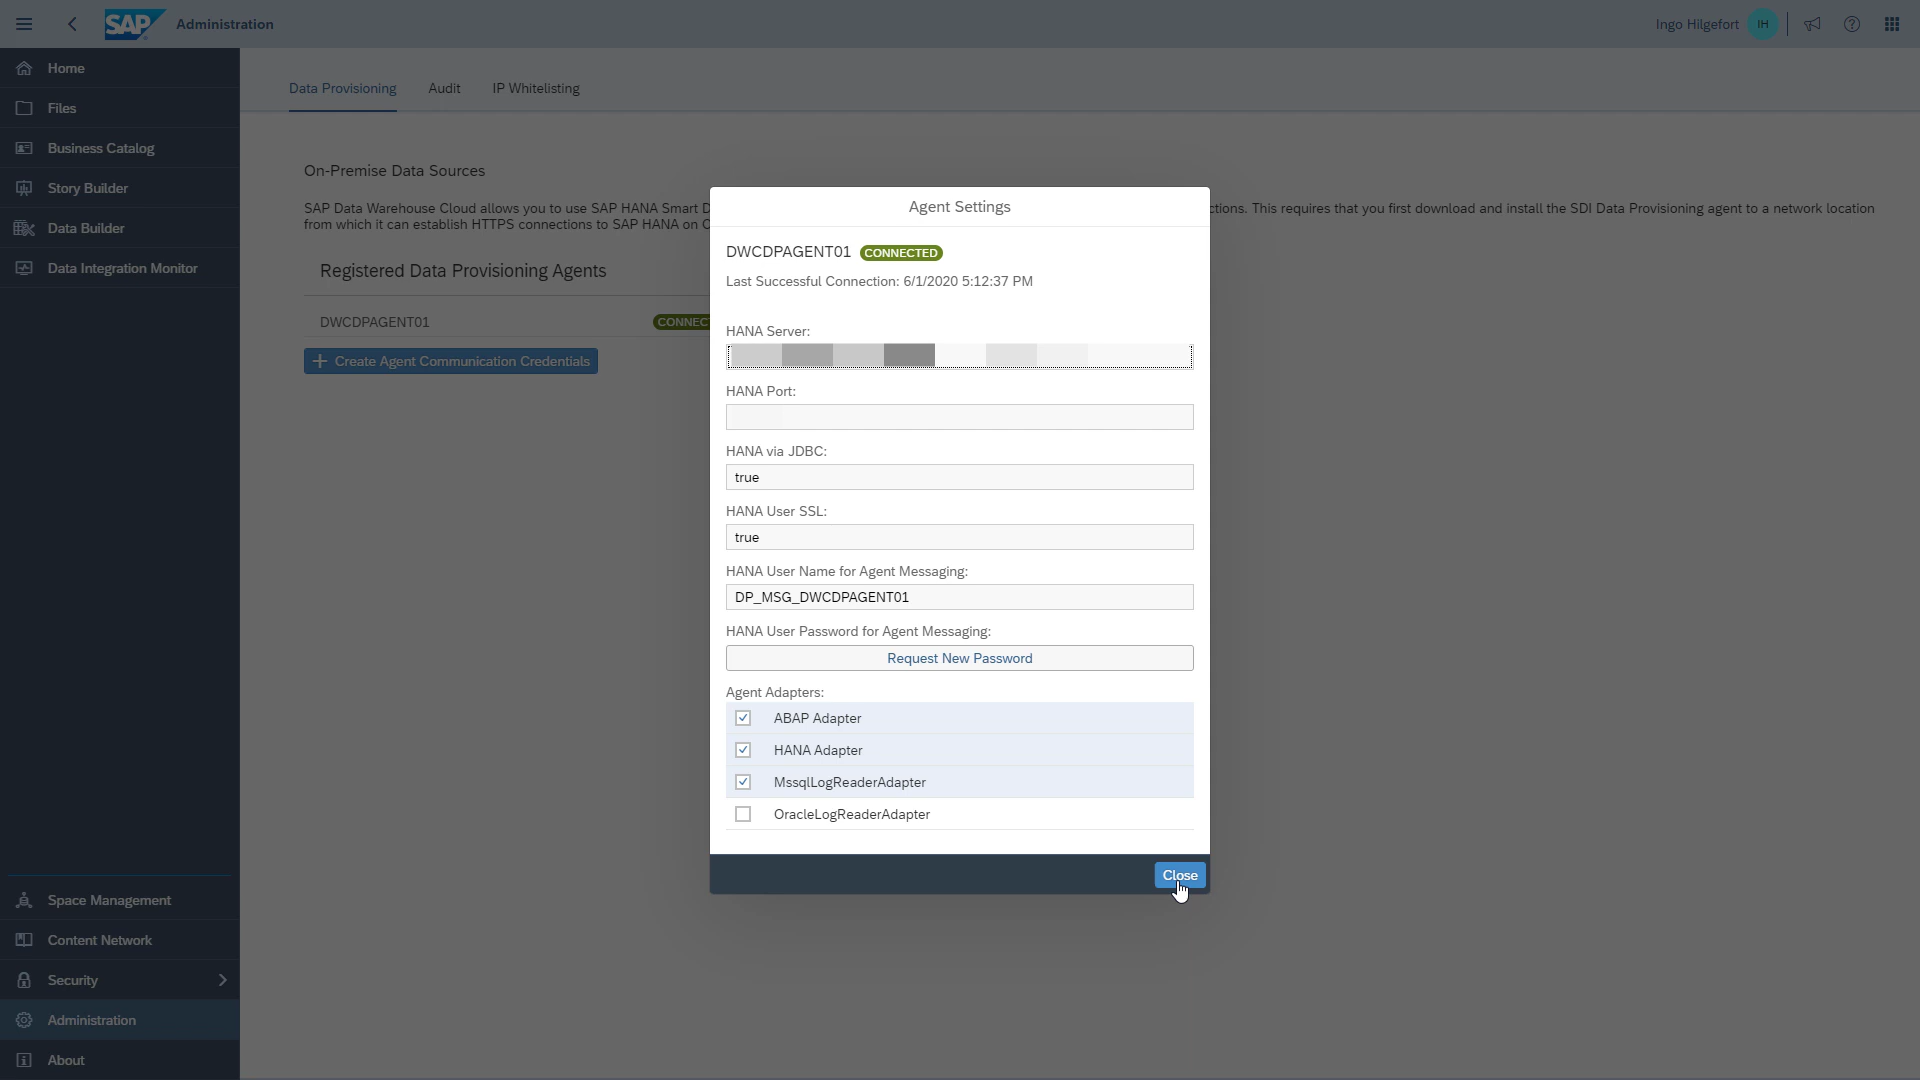 SAP
Administration
Ingo Hilgefort
IH
Home
Files
Business Catalog
Story Builder
Data Builder
Data Integration Monitor
Space Management
Content Network
Security
Administration
About
Data Provisioning
Audit
IP Whitelisting
On-Premise Data Sources
SAP Data Warehouse Cloud allows you to use SAP HANA Smart D
ctions. This requires that you first download and install the SDI Data Provisioning agent to a network location
from which it can establish HTTPS connections to SAP HANA on C
Registered Data Provisioning Agents
DWCDPAGENT01
CONNECT
Create Agent Communication Credentials
Agent Settings
DWCDPAGENT01 CONNECTED
Last Successful Connection: 6/1/2020 5:12:37 PM
HANA Server:
HANA Port:
HANA via JDBC:
true
HANA User SSL:
true
HANA User Name for Agent Messaging:
DP_MSG_DWCDPAGENT01
HANA User Password for Agent Messaging:
Request New Password
Agent Adapters:
ABAP Adapter
HANA Adapter
MssqlLogReaderAdapter
OracleLogReaderAdapter
Close